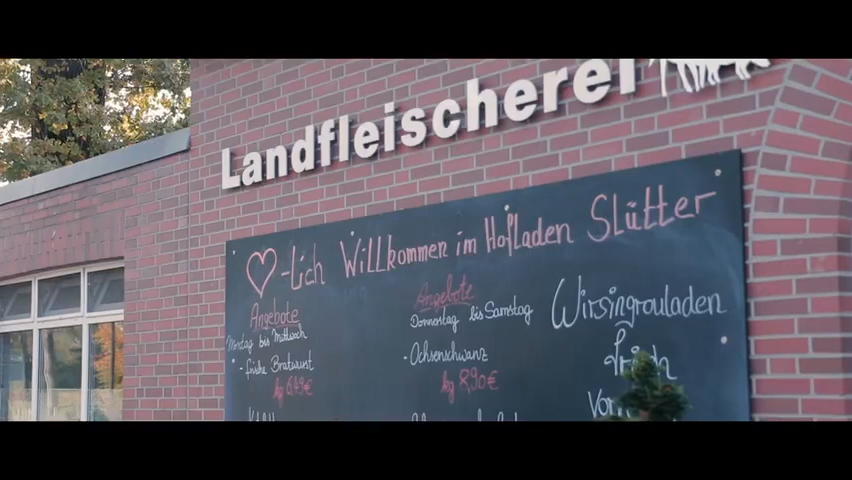 Landfleischerei
♡-lich Willkommen im Hofladen Slütter
Angebote
Montag bis Mittwoch
- frische Bratwurst
kg 6,49€
Angebote
Donnerstag bis Samstag
- Ochsenschwanz
kg 8,90€
Wirsingrouladen
frisch